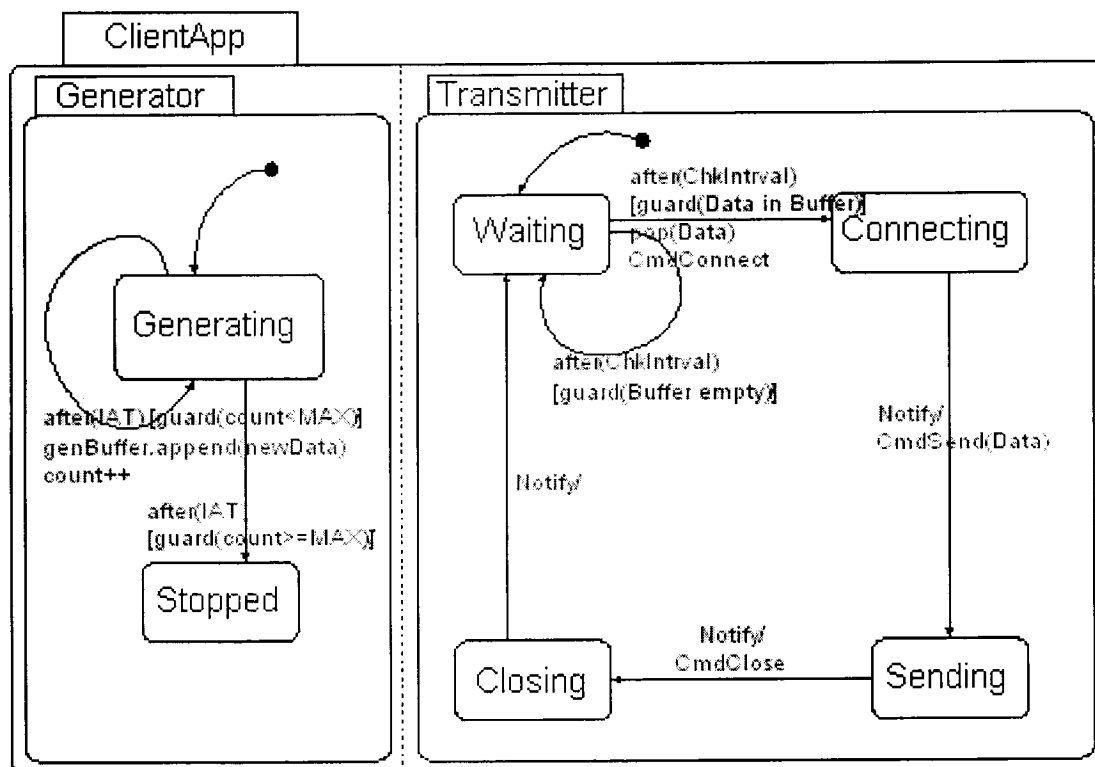 ClientApp
Generator
Transmitter
after(ChkIntrval)
[guard(Data in Buffer)]
pop(Data)
CmdConnect
Waiting
Connecting
Generating
after(ChkIntrval)
[guard(Buffer empty)]
after(IAT) [guard(count<MAX)]
genBuffer.append(newData)
count++
Notify/
CmdSend(Data)
Notify/
after(IAT
[guard(count>=MAX)]
Stopped
Notify/
CmdClose
Closing
Sending